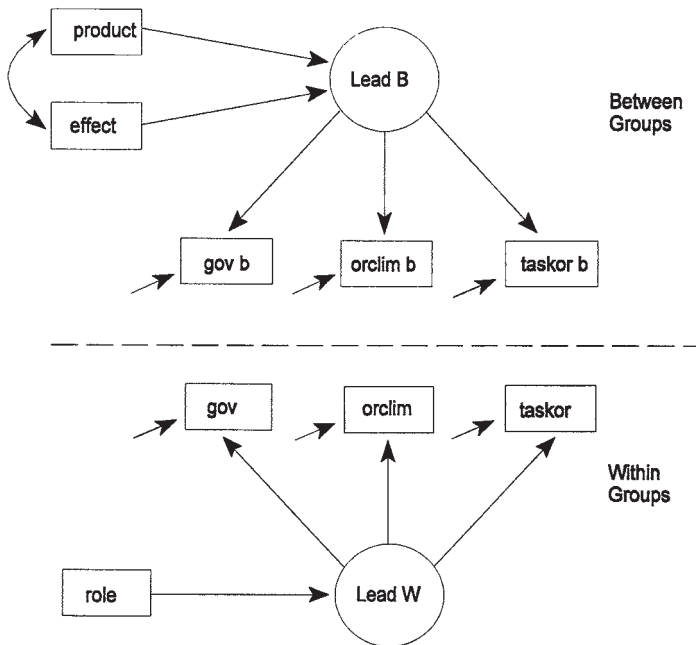 product
Lead B
effect
Between
Groups
gov b
orclim b
taskor b
gov
orclim
taskor
Within
Groups
role
Lead W